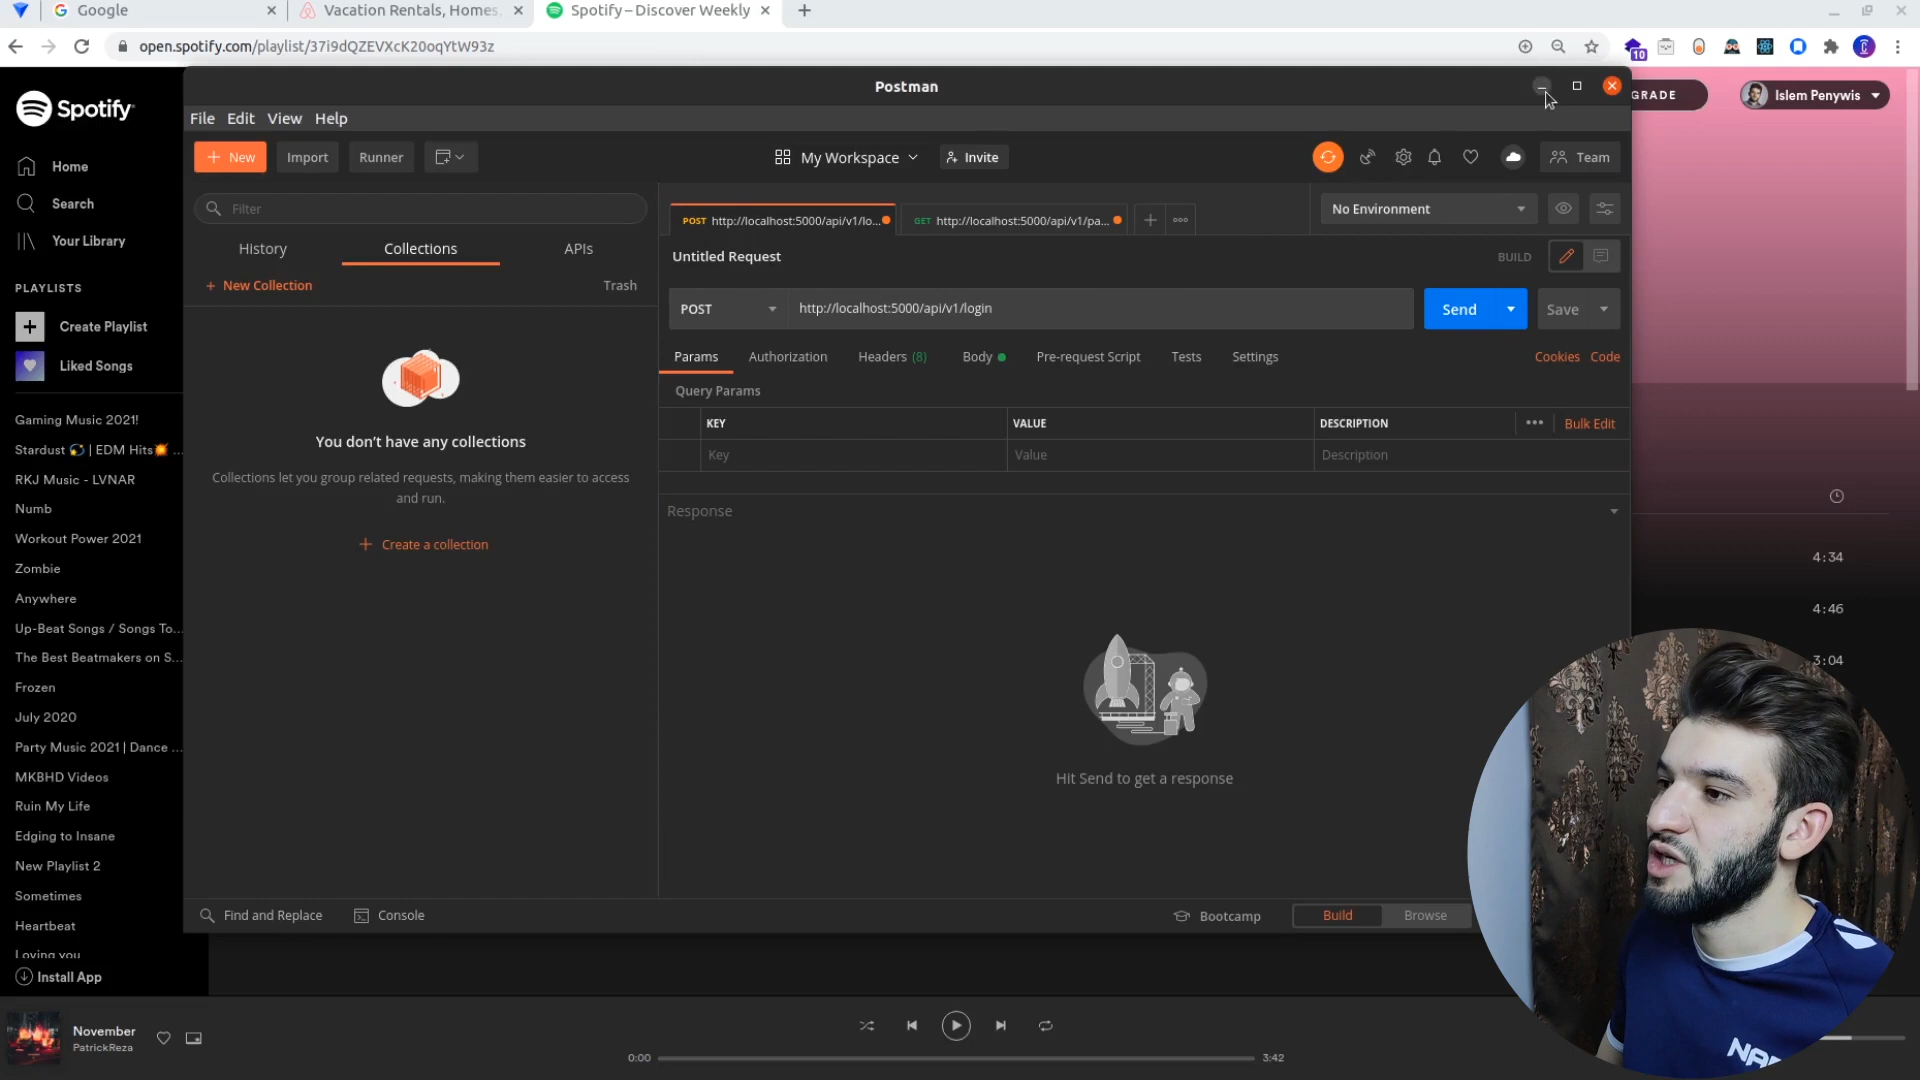 Google
Vacation Rentals, Homes,
Spotify – Discover Weekly
open.spotify.com/playlist/37i9dQZEVXcK20oqYtW93z
10
Spotify
Home
Search
Your Library
PLAYLISTS
Create Playlist
Liked Songs
Gaming Music 2021!
Stardust 💫 | EDM Hits💥 ...
RKJ Music - LVNAR
Numb
Workout Power 2021
Zombie
Anywhere
Up-Beat Songs / Songs To...
The Best Beatmakers on S...
Frozen
July 2020
Party Music 2021 | Dance ...
MKBHD Videos
Ruin My Life
Edging to Insane
New Playlist 2
Sometimes
Heartbeat
Loving you
Install App
Postman
File Edit View Help
+ New Import Runner
My Workspace
Invite
Team
Filter
History Collections APIs
+ New Collection
Trash
You don't have any collections
Collections let you group related requests, making them easier to access
and run.
+ Create a collection
POST http://localhost:5000/api/v1/lo...
GET http://localhost:5000/api/v1/pa...
No Environment
Untitled Request
BUILD
POST
http://localhost:5000/api/v1/login
Send
Save
Params Authorization Headers (8) Body Pre-request Script Tests Settings
Cookies Code
Query Params
KEY VALUE DESCRIPTION
Bulk Edit
Key Value Description
Response
Hit Send to get a response
Find and Replace
Console
Bootcamp
Build Browse
GRADE
Islem Penywis
4:34
4:46
3:04
November
PatrickReza
0:00
3:42